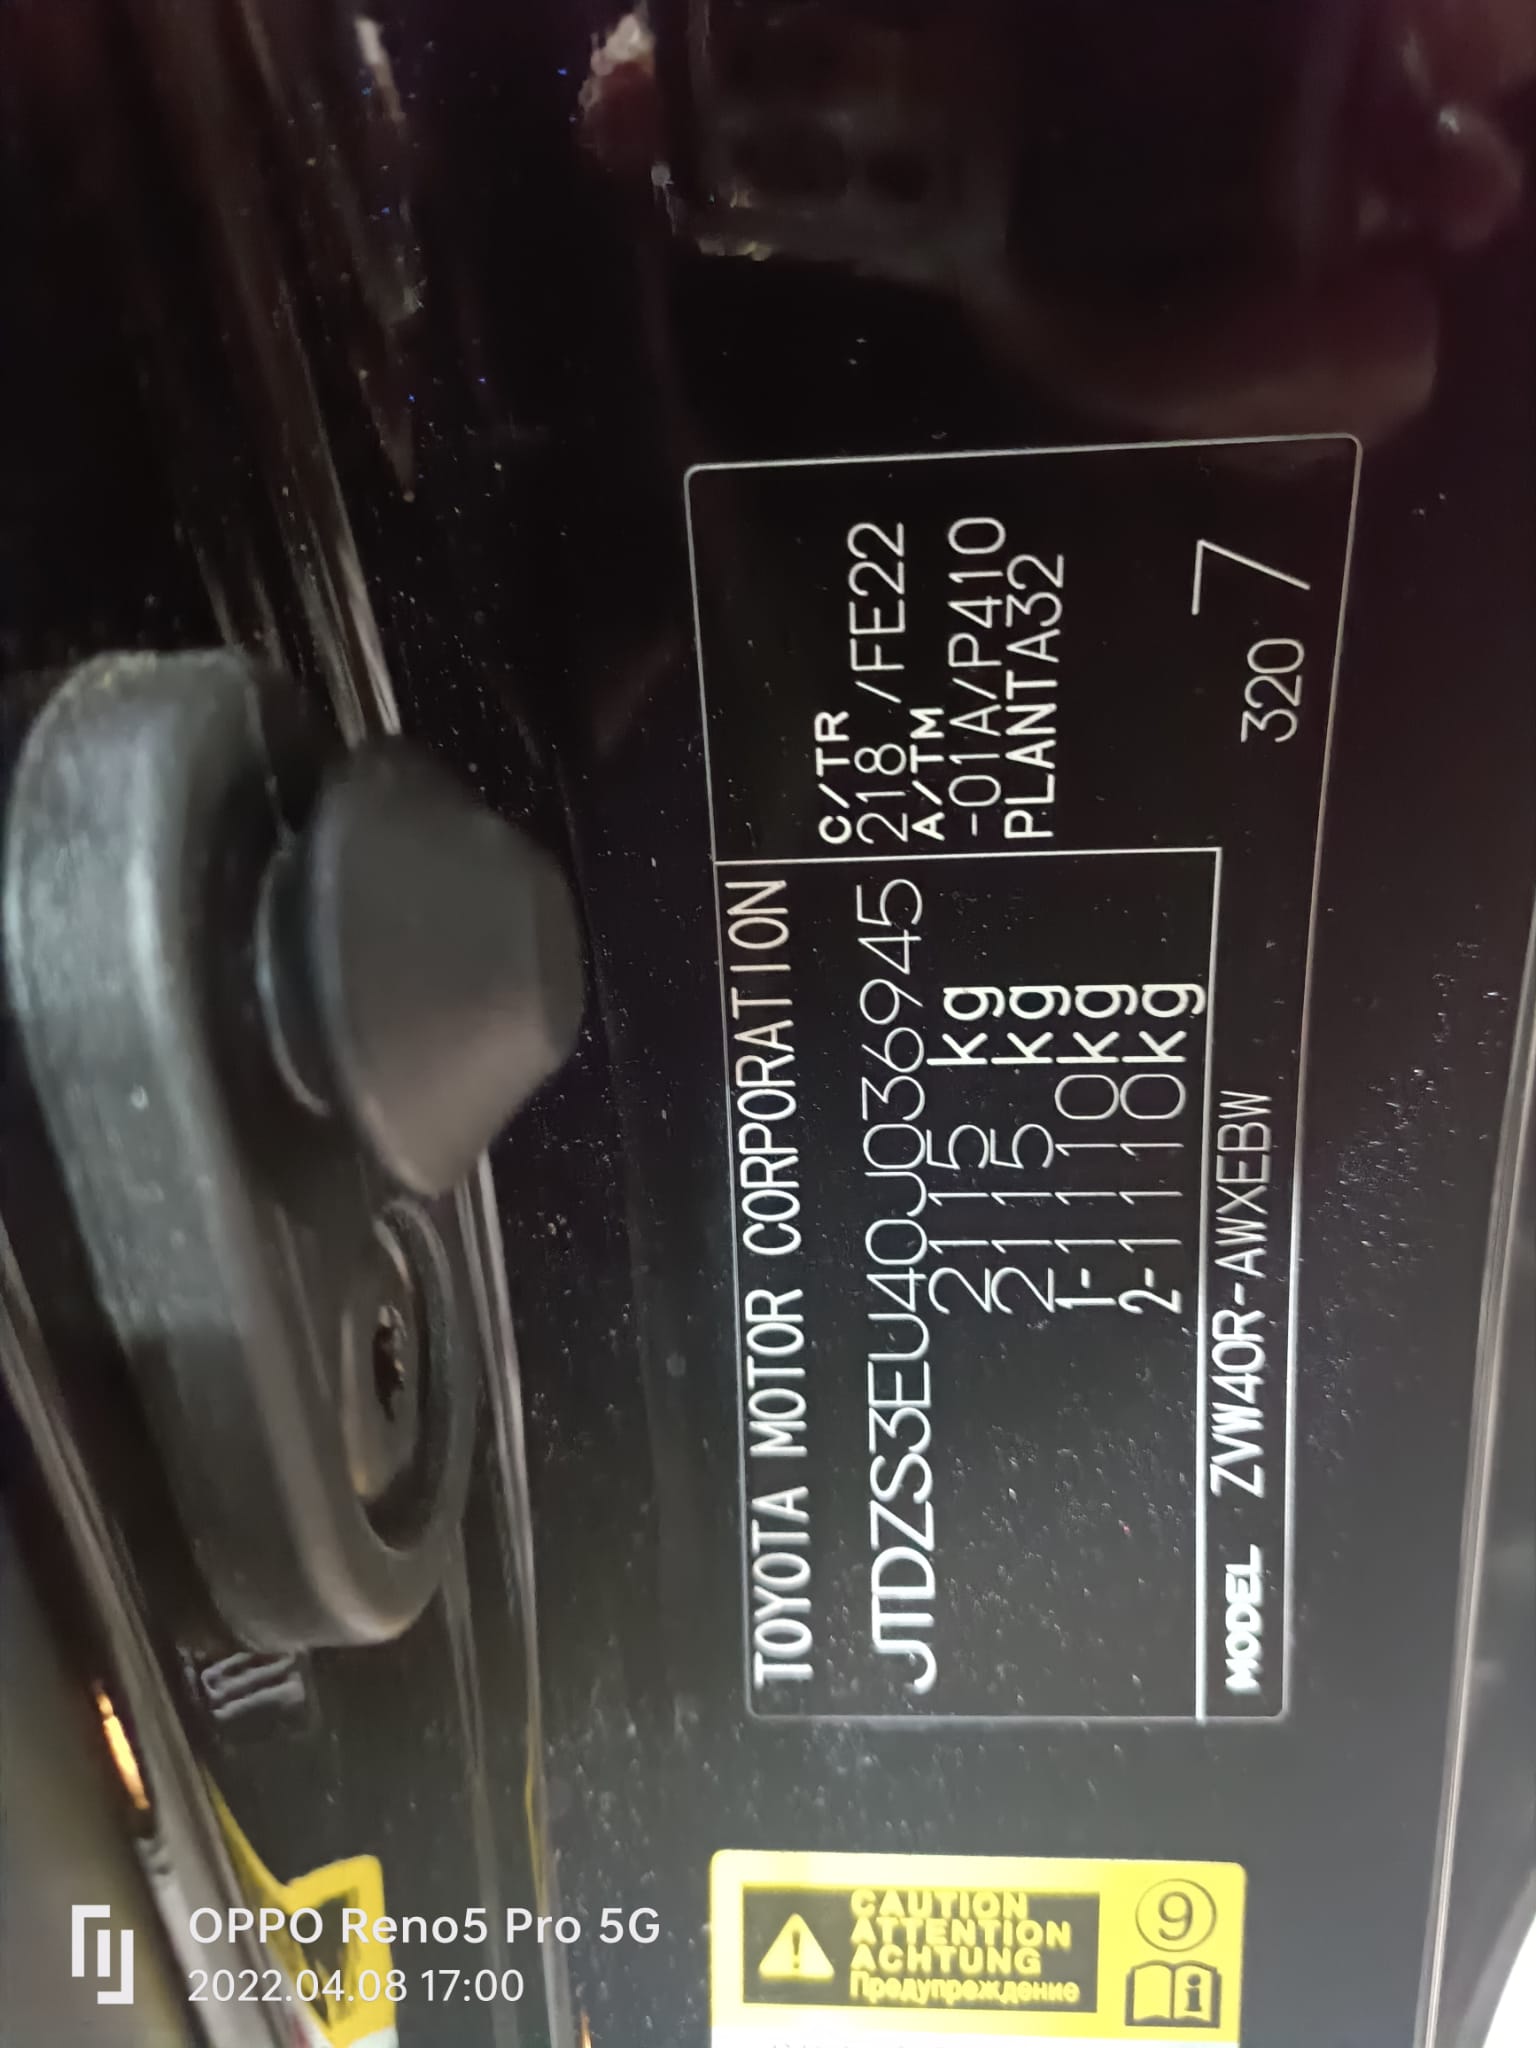 TOYOTA MOTOR CORPORATION
JTDZS3EU40J036945
2115 kg
2115 kg
1-1110kg
2-1110kg
C/TR
218 /FE22
A/TM
-01A/P410
PLANTA32
MODEL ZVW40R-AWXEBW
320 7
CAUTION
ATTENTION
ACHTUNG
Предупреждение
9
i
OPPO Reno5 Pro 5G
2022.04.08 17:00